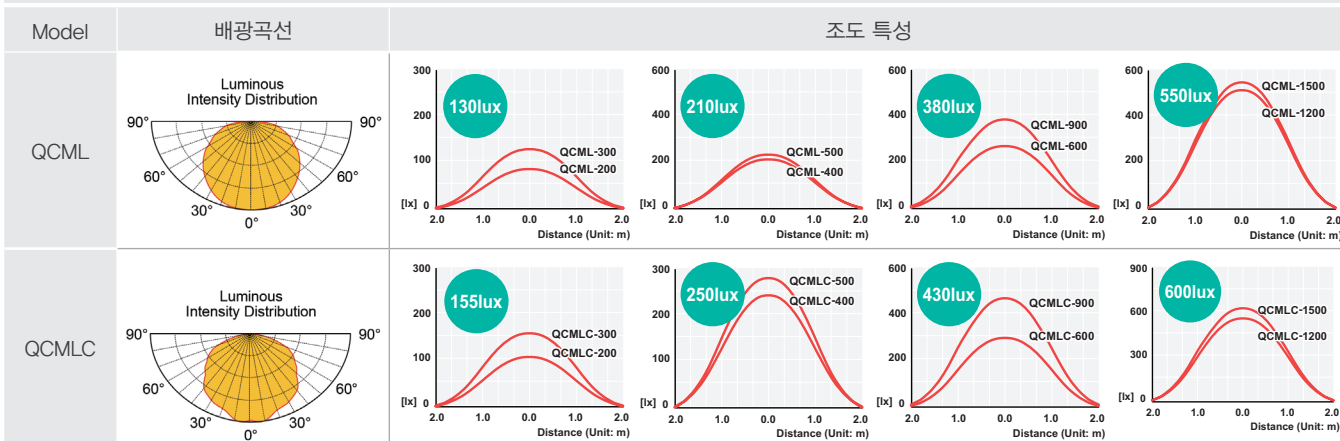 Model 배광곡선 조도 특성
QCML
Luminous
Intensity Distribution
90° 90°
60° 60°
30° 30°
0°
130lux
300
200
100
[lx] 0
QCML-300
QCML-200
2.0 1.0 0.0 1.0 2.0
Distance (Unit: m)
210lux
600
400
200
[lx] 0
QCML-500
QCML-400
2.0 1.0 0.0 1.0 2.0
Distance (Unit: m)
380lux
600
400
200
[lx] 0
QCML-900
QCML-600
2.0 1.0 0.0 1.0 2.0
Distance (Unit: m)
550lux
600
400
200
[lx] 0
QCML-1500
QCML-1200
2.0 1.0 0.0 1.0 2.0
Distance (Unit: m)
QCMLC
Luminous
Intensity Distribution
90° 90°
60° 60°
30° 30°
0°
155lux
300
200
100
[lx] 0
QCMLC-300
QCMLC-200
2.0 1.0 0.0 1.0 2.0
Distance (Unit: m)
250lux
300
200
100
[lx] 0
QCMLC-500
QCMLC-400
2.0 1.0 0.0 1.0 2.0
Distance (Unit: m)
430lux
600
400
200
[lx] 0
QCMLC-900
QCMLC-600
2.0 1.0 0.0 1.0 2.0
Distance (Unit: m)
600lux
900
600
300
[lx] 0
QCMLC-1500
QCMLC-1200
2.0 1.0 0.0 1.0 2.0
Distance (Unit: m)